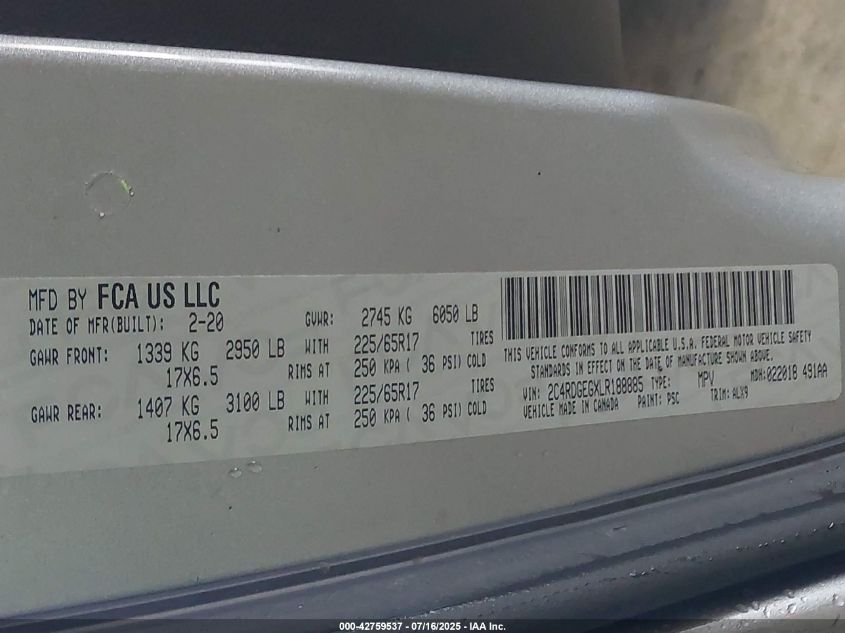 MFD BY FCA US LLC
DATE OF MFR(BUILT): 2-20 GVWR: 2745 KG 6050 LB
GAWR FRONT: 1339 KG 2950 LB WITH 225/65R17 TIRES
17X6.5 RIMS AT 250 KPA ( 36 PSI) COLD
GAWR REAR: 1407 KG 3100 LB WITH 225/65R17 TIRES
17X6.5 RIMS AT 250 KPA ( 36 PSI) COLD
THIS VEHICLE CONFORMS TO ALL APPLICABLE U.S.A. FEDERAL MOTOR VEHICLE SAFETY
STANDARDS IN EFFECT ON THE DATE OF MANUFACTURE SHOWN ABOVE.
VIN: 2C4RDGEGXLR188885 TYPE: MPV MDH: 022018 491AA
VEHICLE MADE IN CANADA PAINT: PSC TRIM: ALX9
000-42759537 - 07/16/2025 - IAA Inc.